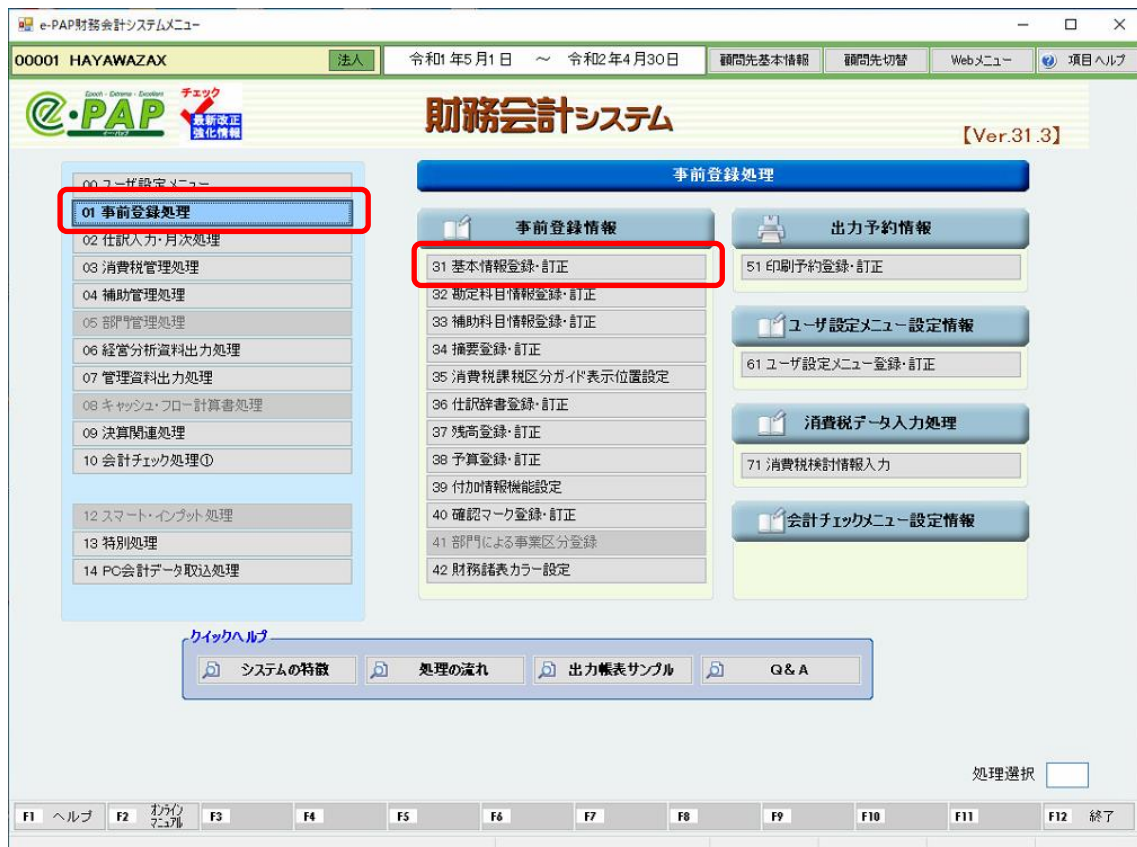 e-PAP財務会計システムメニュー
00001 HAYAWAZAX 法人 令和1年5月1日 ～ 令和2年4月30日 顧問先基本情報 顧問先切替 Webメニュー 項目ヘルプ
Epoch・Extreme・Excellent
e・PAP
イー・パップ
チェック
最新改正
強化情報
財務会計システム
【Ver.31.3】
00 ユーザ設定メニュー
01 事前登録処理
02 仕訳入力・月次処理
03 消費税管理処理
04 補助管理処理
05 部門管理処理
06 経営分析資料出力処理
07 管理資料出力処理
08 キャッシュ・フロー計算書処理
09 決算関連処理
10 会計チェック処理①
12 スマート・インプット処理
13 特別処理
14 PC会計データ取込処理
事前登録処理
事前登録情報
31 基本情報登録・訂正
32 勘定科目情報登録・訂正
33 補助科目情報登録・訂正
34 摘要登録・訂正
35 消費税課税区分ガイド表示位置設定
36 仕訳辞書登録・訂正
37 残高登録・訂正
38 予算登録・訂正
39 付加情報機能設定
40 確認マーク登録・訂正
41 部門による事業区分登録
42 財務諸表カラー設定
出力予約情報
51 印刷予約登録・訂正
ユーザ設定メニュー設定情報
61 ユーザ設定メニュー登録・訂正
消費税データ入力処理
71 消費税検討情報入力
会計チェックメニュー設定情報
クイックヘルプ
システムの特徴 処理の流れ 出力帳表サンプル Q&A
処理選択
F1 ヘルプ F2 オンラインマニュアル F3 F4 F5 F6 F7 F8 F9 F10 F11 F12 終了